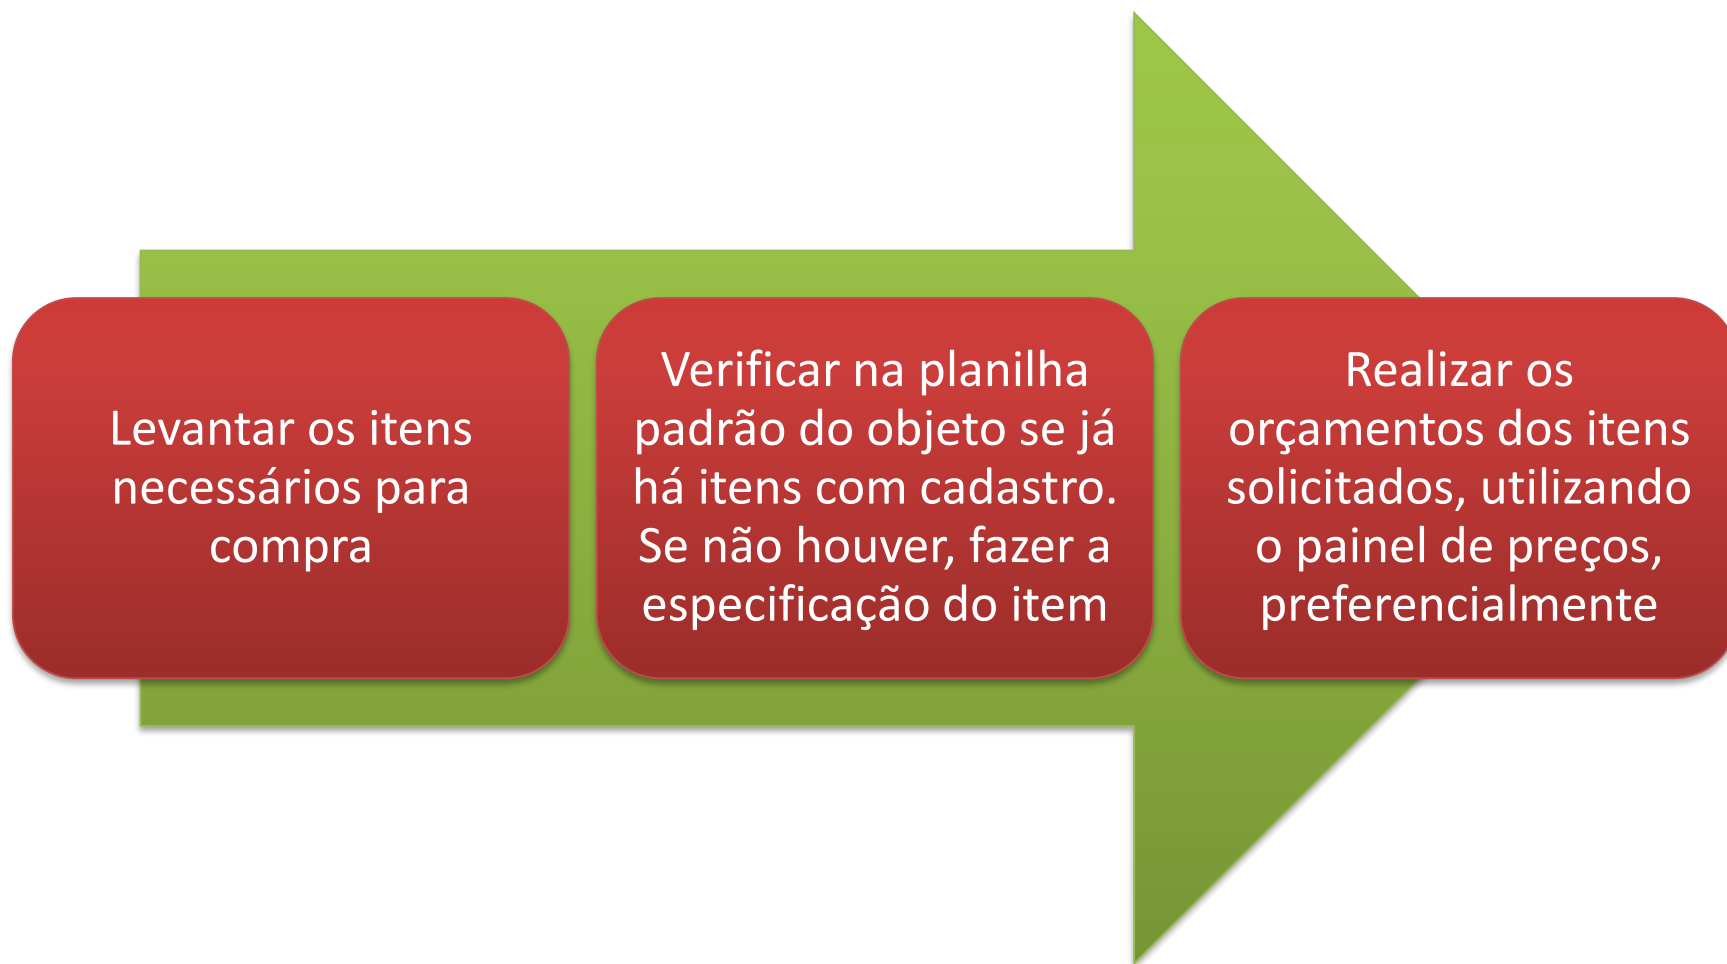 Levantar os itens
necessários para
compra
Verificar na planilha
padrão do objeto se já
há itens com cadastro.
Se não houver, fazer a
especificação do item
Realizar os
orçamentos dos itens
solicitados, utilizando
o painel de preços,
preferencialmente